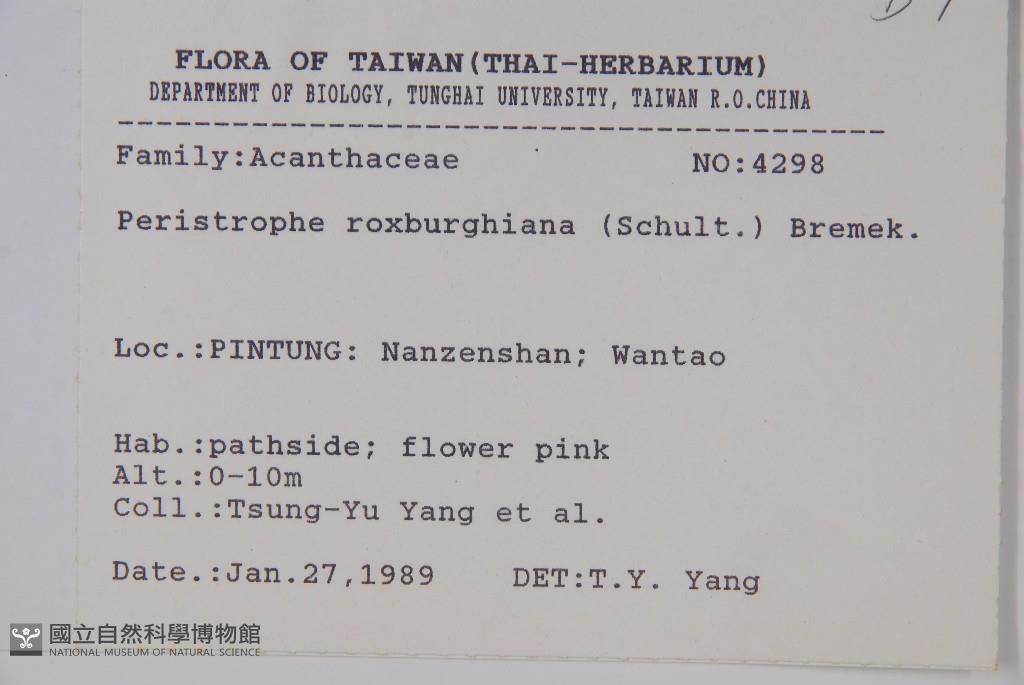 FLORA OF TAIWAN(THAI-HERBARIUM)
DEPARTMENT OF BIOLOGY, TUNGHAI UNIVERSITY, TAIWAN R.O.CHINA
Family:Acanthaceae NO:4298
Peristrophe roxburghiana (Schult.) Bremek.
Loc.:PINTUNG: Nanzenshan; Wantao
Hab.:pathside; flower pink
Alt.:0-10m
Coll.:Tsung-Yu Yang et al.
Date.:Jan.27,1989 DET:T.Y. Yang
國立自然科學博物館
NATIONAL MUSEUM OF NATURAL SCIENCE